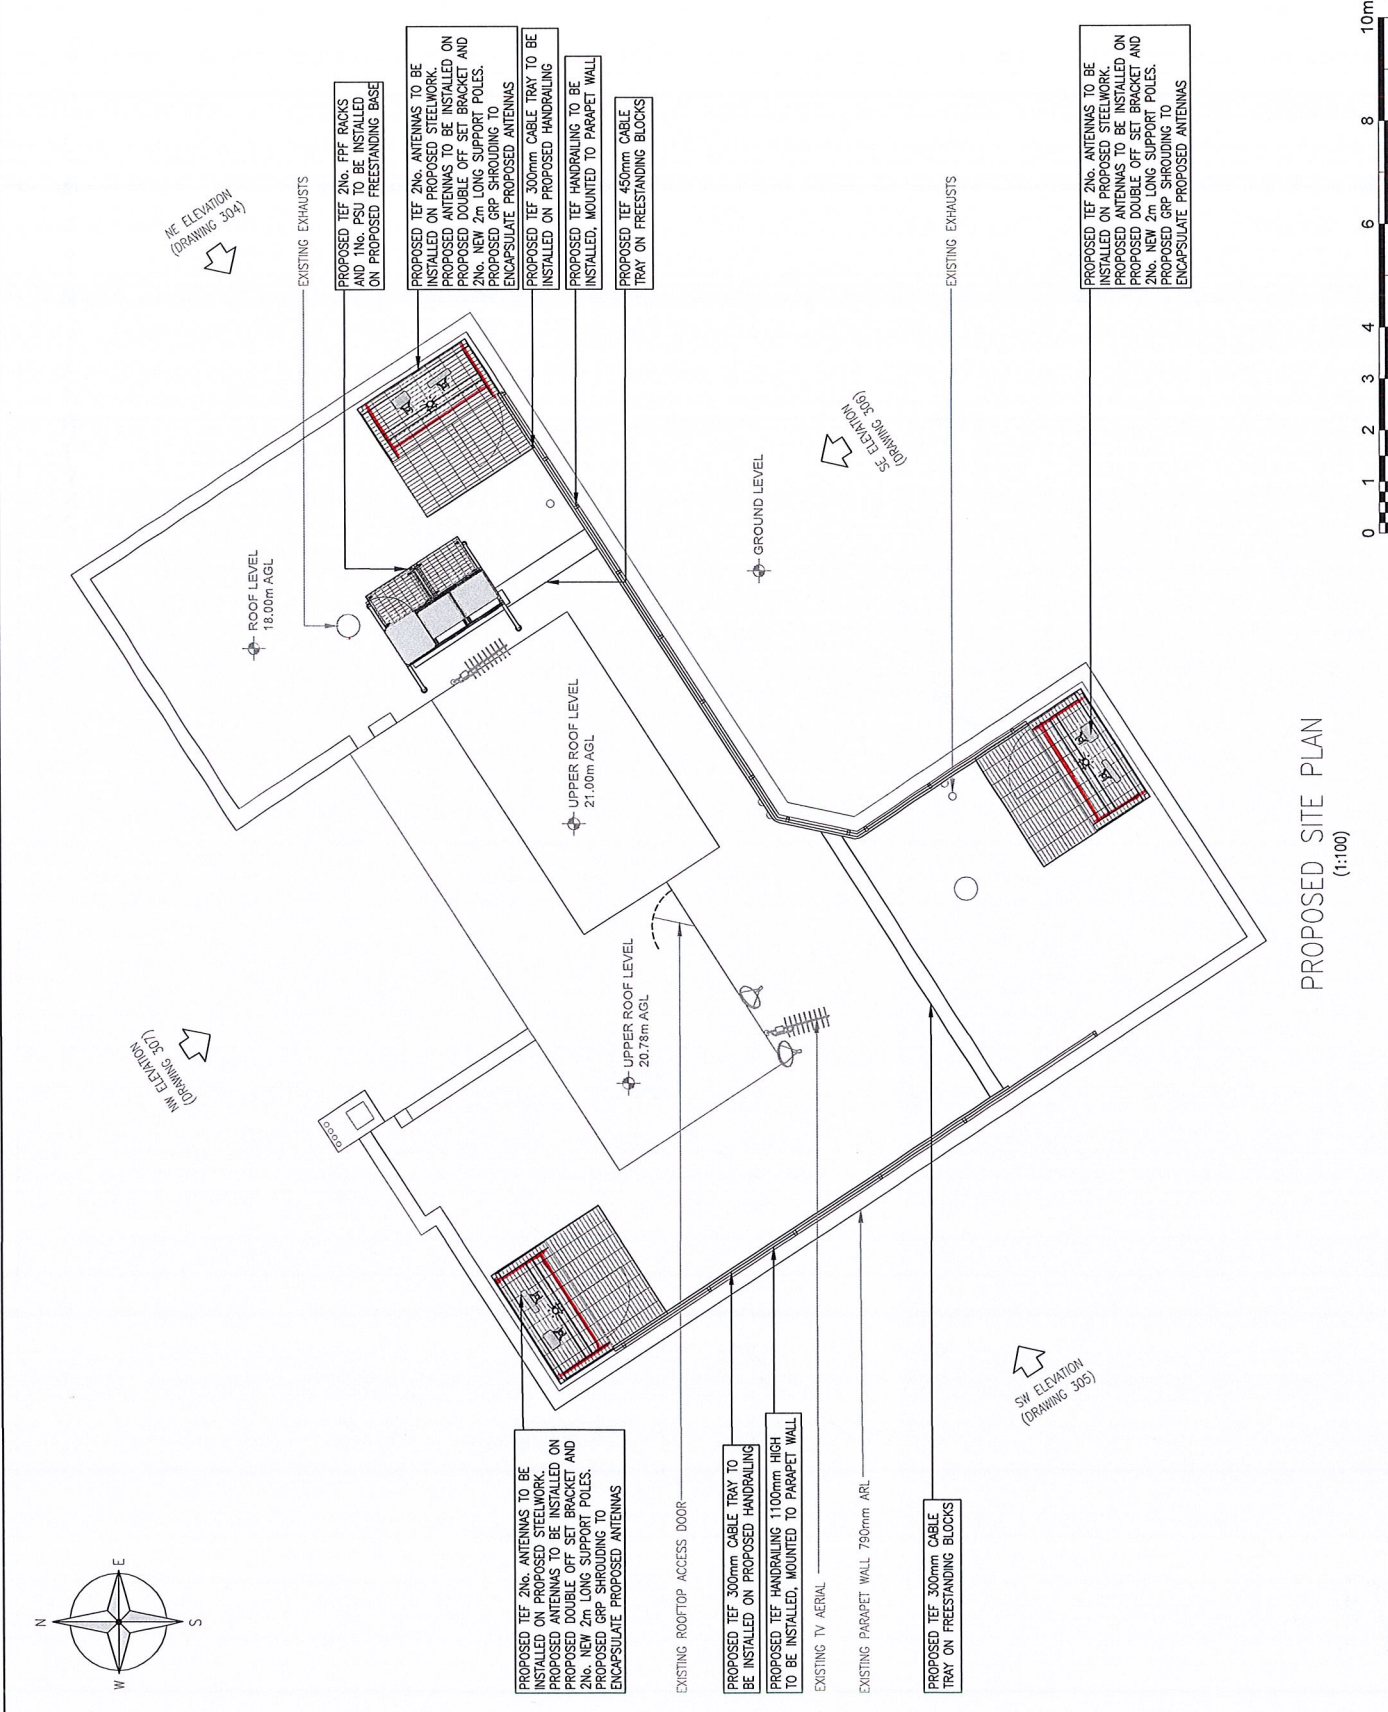 N
E
S
W
PROPOSED TEF 2No. ANTENNAS TO BE
INSTALLED ON PROPOSED STEELWORK.
PROPOSED ANTENNAS TO BE INSTALLED ON
PROPOSED DOUBLE OFF SET BRACKET AND
2No. NEW 2m LONG SUPPORT POLES.
PROPOSED GRP SHROUDING TO
ENCAPSULATE PROPOSED ANTENNAS
EXISTING ROOFTOP ACCESS DOOR
PROPOSED TEF 300mm CABLE TRAY TO
BE INSTALLED ON PROPOSED HANDRAILING
PROPOSED TEF HANDRAILING 1100mm HIGH
TO BE INSTALLED, MOUNTED TO PARAPET WALL
EXISTING TV AERIAL
EXISTING PARAPET WALL 790mm ARL
PROPOSED TEF 300mm CABLE
TRAY ON FREESTANDING BLOCKS
NW ELEVATION
(DRAWING 307)
SW ELEVATION
(DRAWING 305)
UPPER ROOF LEVEL
20.78m AGL
UPPER ROOF LEVEL
21.00m AGL
ROOF LEVEL
18.00m AGL
GROUND LEVEL
NE ELEVATION
(DRAWING 304)
SE ELEVATION
(DRAWING 306)
EXISTING EXHAUSTS
PROPOSED TEF 2No. FPF RACKS
AND 1No. PSU TO BE INSTALLED
ON PROPOSED FREESTANDING BASE
PROPOSED TEF 2No. ANTENNAS TO BE
INSTALLED ON PROPOSED STEELWORK.
PROPOSED ANTENNAS TO BE INSTALLED ON
PROPOSED DOUBLE OFF SET BRACKET AND
2No. NEW 2m LONG SUPPORT POLES.
PROPOSED GRP SHROUDING TO
ENCAPSULATE PROPOSED ANTENNAS
PROPOSED TEF 300mm CABLE TRAY TO BE
INSTALLED ON PROPOSED HANDRAILING
PROPOSED TEF HANDRAILING TO BE
INSTALLED, MOUNTED TO PARAPET WALL
PROPOSED TEF 450mm CABLE
TRAY ON FREESTANDING BLOCKS
EXISTING EXHAUSTS
PROPOSED TEF 2No. ANTENNAS TO BE
INSTALLED ON PROPOSED STEELWORK.
PROPOSED ANTENNAS TO BE INSTALLED ON
PROPOSED DOUBLE OFF SET BRACKET AND
2No. NEW 2m LONG SUPPORT POLES.
PROPOSED GRP SHROUDING TO
ENCAPSULATE PROPOSED ANTENNAS
PROPOSED SITE PLAN
(1:100)
0 1 2 3 4 6 8 10m